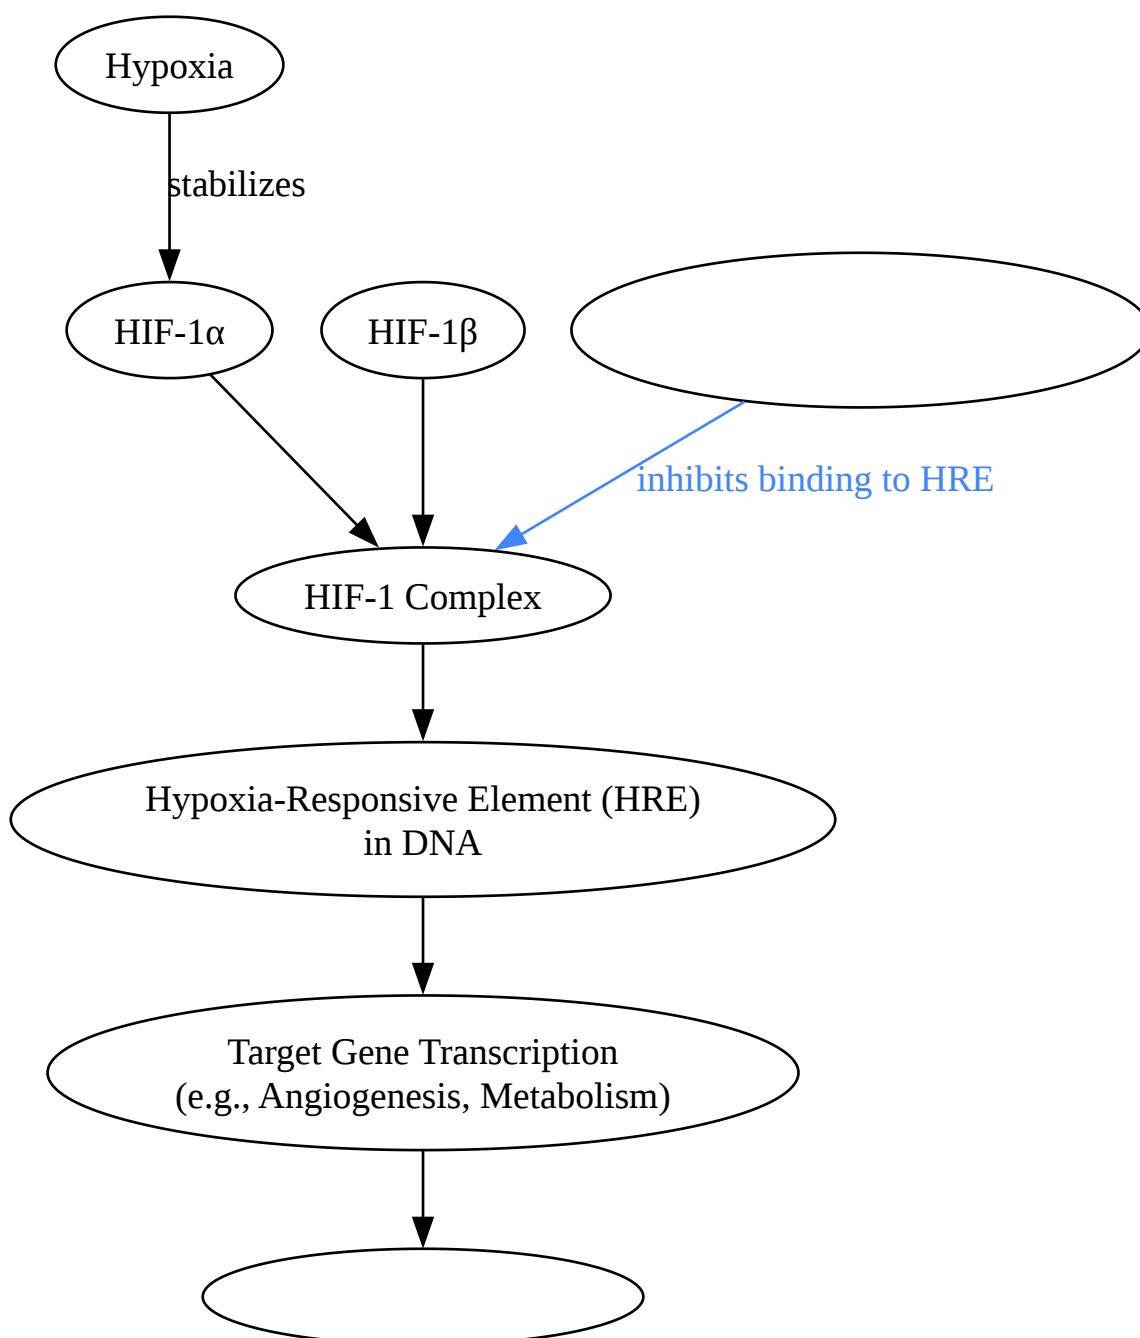 Hypoxia
stabilizes
HIF-1α
HIF-1β
inhibits binding to HRE
HIF-1 Complex
Hypoxia-Responsive Element (HRE)
in DNA
Target Gene Transcription
(e.g., Angiogenesis, Metabolism)